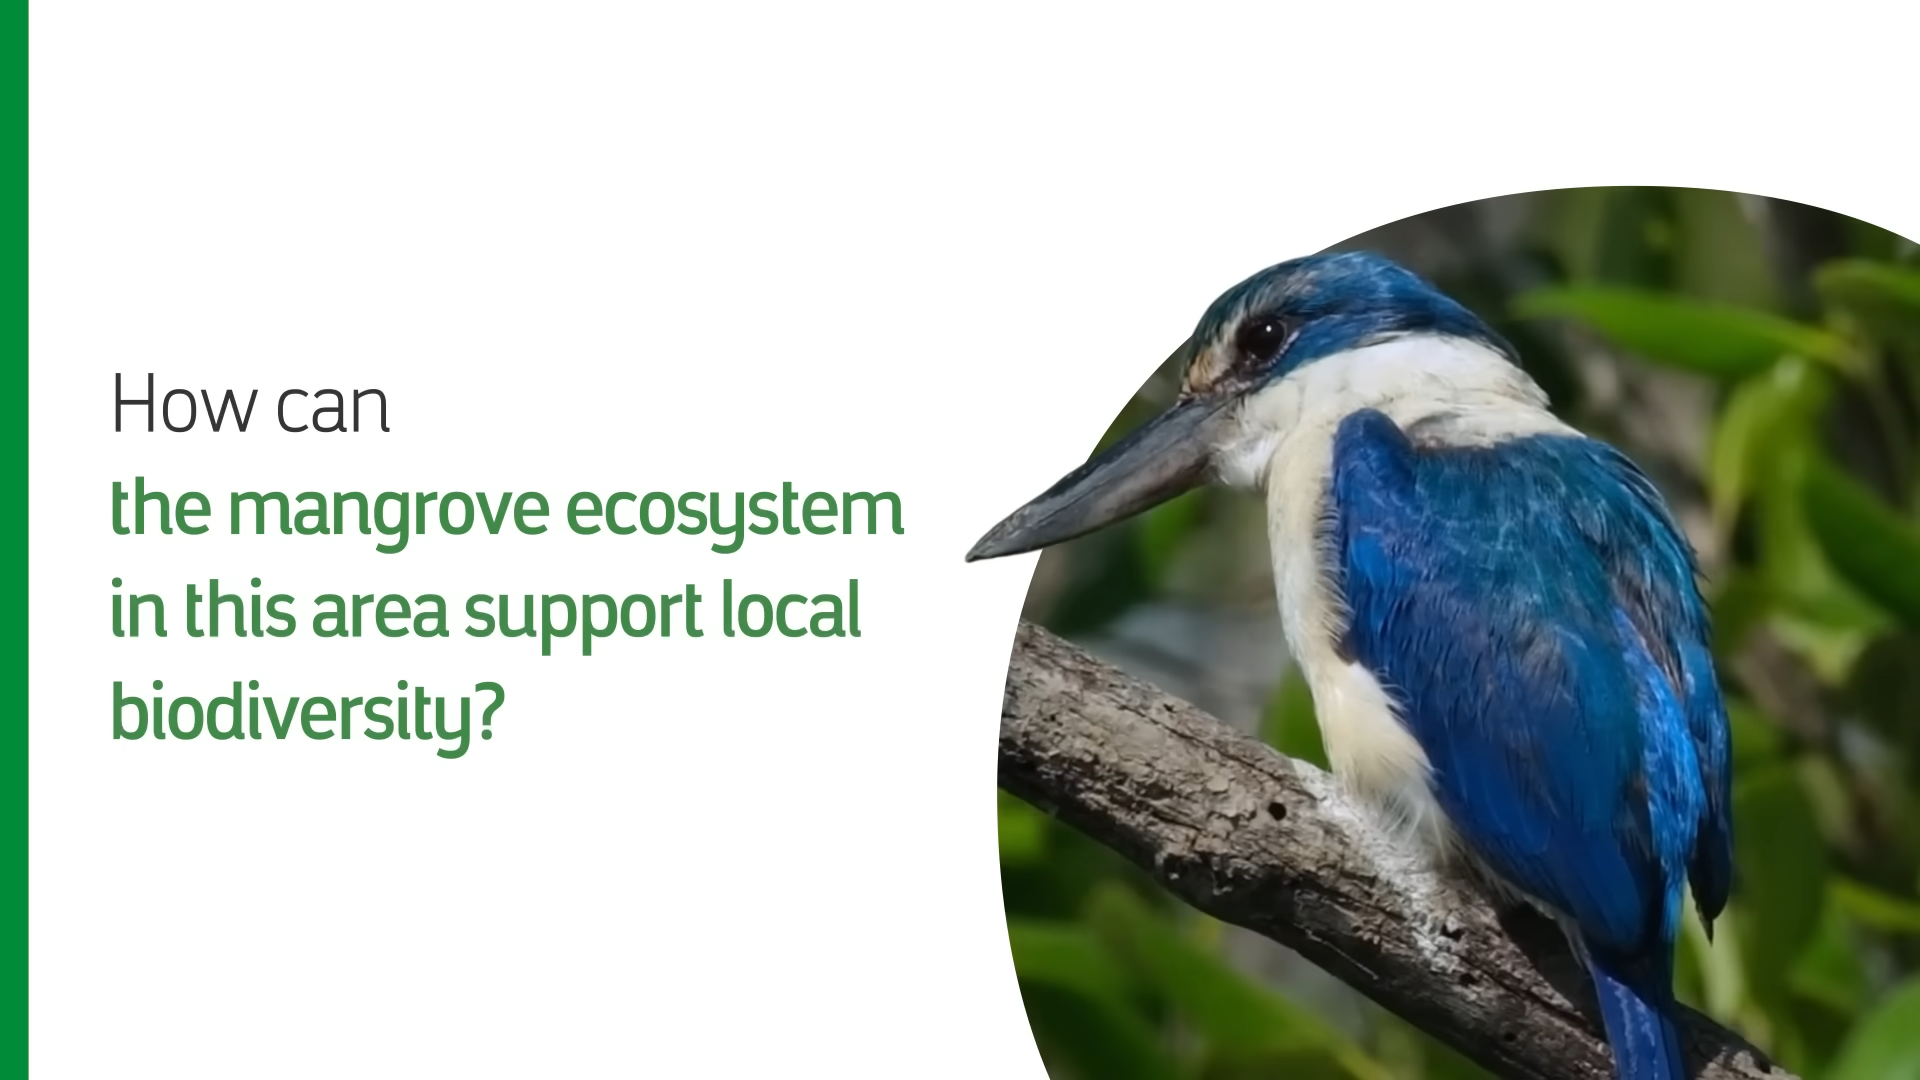 How can
the mangrove ecosystem
in this area support local
biodiversity?